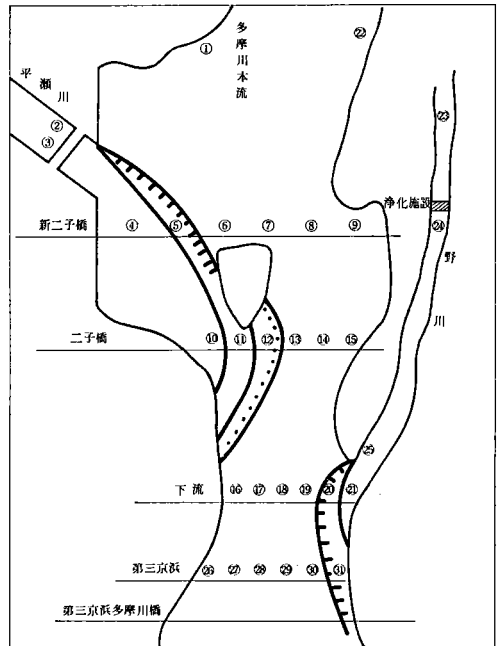 多摩川本流
①
㉒
平瀬川
②
③
㉓
浄化施設
㉔
野川
新二子橋
④ ⑤ ⑥ ⑦ ⑧ ⑨
二子橋
⑩ ⑪ ⑫ ⑬ ⑭ ⑮
㉕
下流
⑯ ⑰ ⑱ ⑲ ⑳ ㉑
第三京浜
㉖ ㉗ ㉘ ㉙ ㉚ ㉛
第三京浜多摩川橋